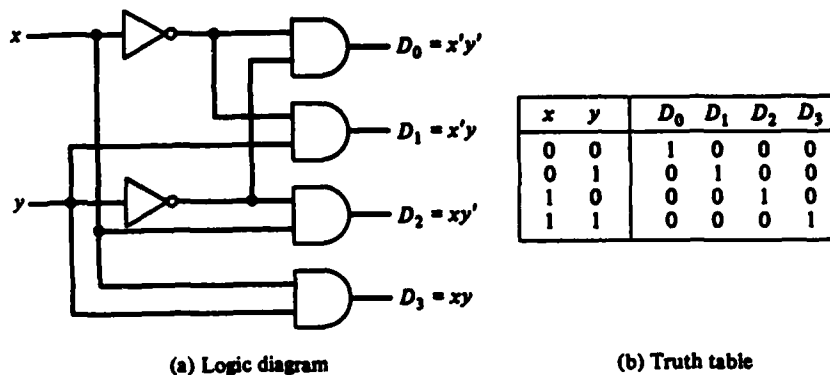 x
D₀ = x'y'
D₁ = x'y
y
D₂ = xy'
D₃ = xy
(a) Logic diagram
x y D₀ D₁ D₂ D₃
0 0 1 0 0 0
0 1 0 1 0 0
1 0 0 0 1 0
1 1 0 0 0 1
(b) Truth table